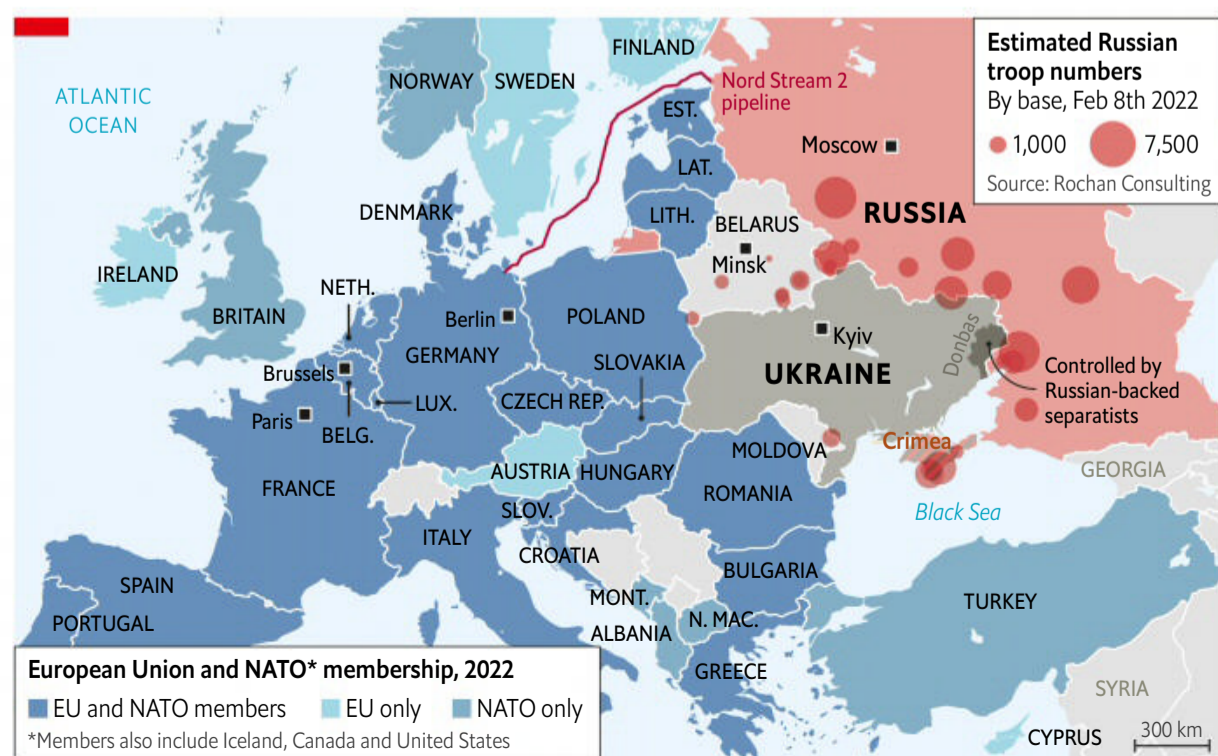 FINLAND
NORWAY
SWEDEN
ATLANTIC
OCEAN
Nord Stream 2
pipeline
EST.
Estimated Russian
troop numbers
By base, Feb 8th 2022
1,000
7,500
Source: Rochan Consulting
Moscow
LAT.
DENMARK
LITH.
BELARUS
RUSSIA
IRELAND
Minsk
NETH.
BRITAIN
Berlin
POLAND
Kyiv
GERMANY
SLOVAKIA
Donbas
Brussels
UKRAINE
Controlled by
Russian-backed
separatists
LUX.
CZECH REP.
Paris
BELG.
Crimea
MOLDOVA
AUSTRIA
HUNGARY
GEORGIA
FRANCE
ROMANIA
SLOV.
Black Sea
ITALY
CROATIA
BULGARIA
SPAIN
MONT.
TURKEY
PORTUGAL
N. MAC.
ALBANIA
GREECE
SYRIA
CYPRUS
300 km
European Union and NATO* membership, 2022
EU and NATO members
EU only
NATO only
*Members also include Iceland, Canada and United States